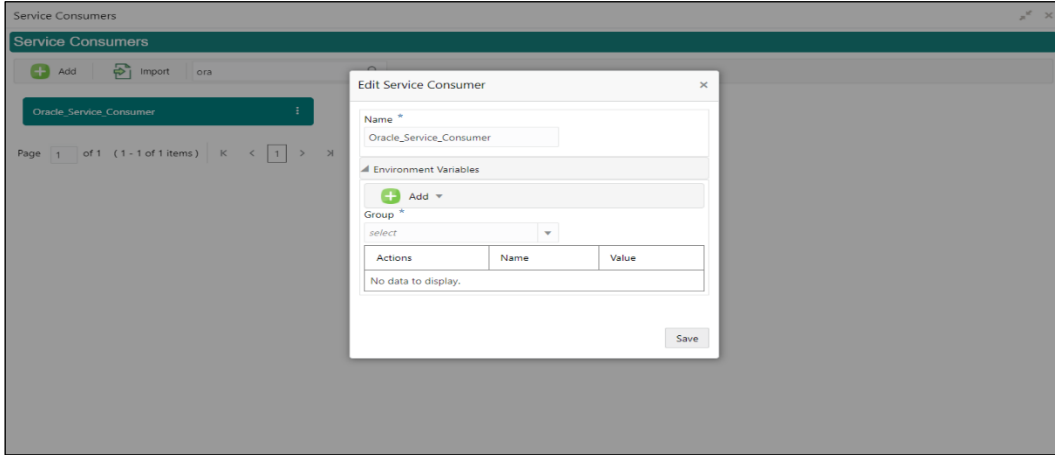 Service Consumers
Service Consumers
Add Import ora
Oracle_Service_Consumer
Page 1 of 1 (1 - 1 of 1 items) K < 1 > >|
Edit Service Consumer ×
Name *
Oracle_Service_Consumer
Environment Variables
Add
Group *
select
Actions Name Value
No data to display.
Save